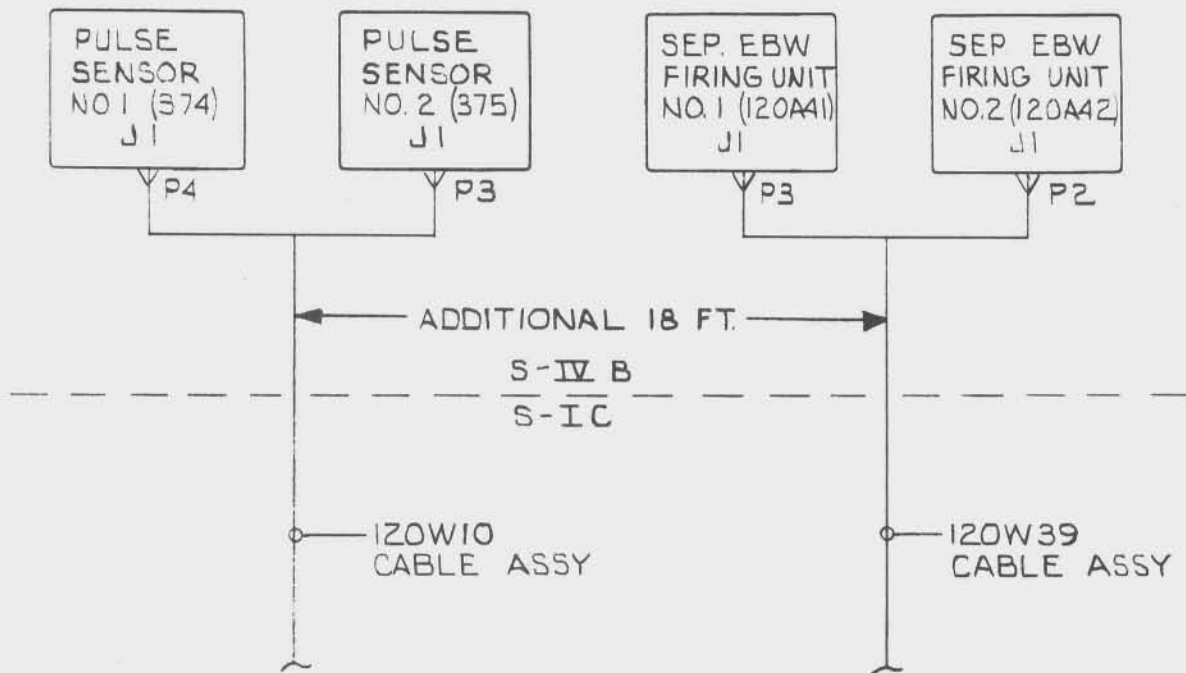 PULSE
SENSOR
NO 1 (374)
J1
PULSE
SENSOR
NO. 2 (375)
J1
SEP. EBW
FIRING UNIT
NO. 1 (120A41)
J1
SEP EBW
FIRING UNIT
NO. 2 (120A42)
J1
P4
P3
P3
P2
ADDITIONAL 18 FT.
S-IV B
S-IC
120W10
CABLE ASSY
120W39
CABLE ASSY